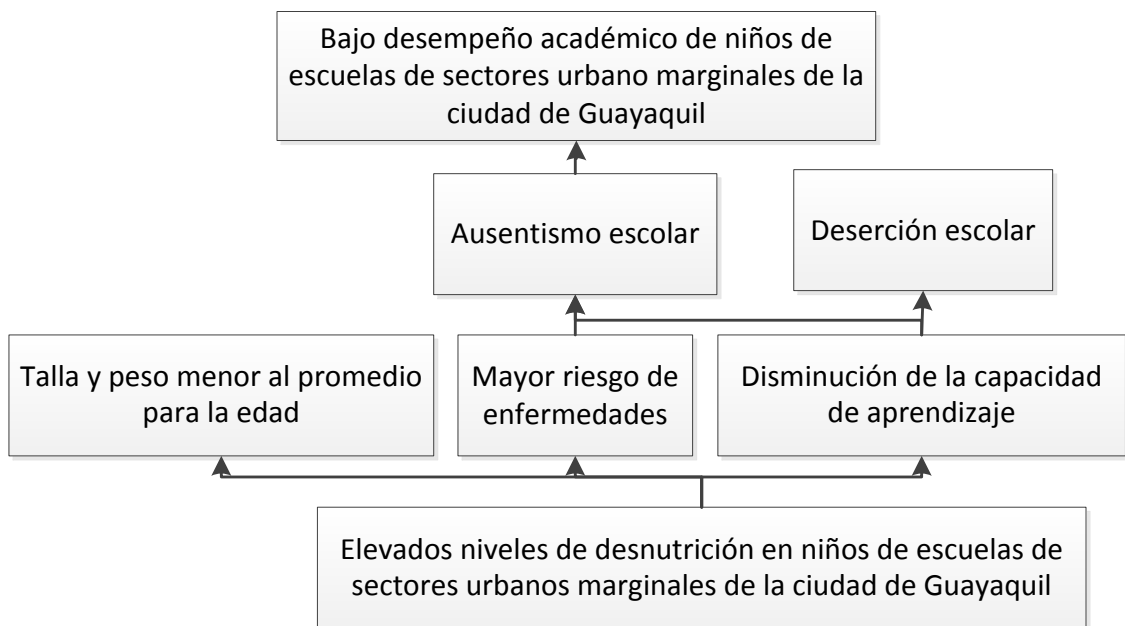 Bajo desempeño académico de niños de
escuelas de sectores urbano marginales de la
ciudad de Guayaquil
Ausentismo escolar
Deserción escolar
Talla y peso menor al promedio
para la edad
Mayor riesgo de
enfermedades
Disminución de la capacidad
de aprendizaje
Elevados niveles de desnutrición en niños de escuelas de
sectores urbanos marginales de la ciudad de Guayaquil